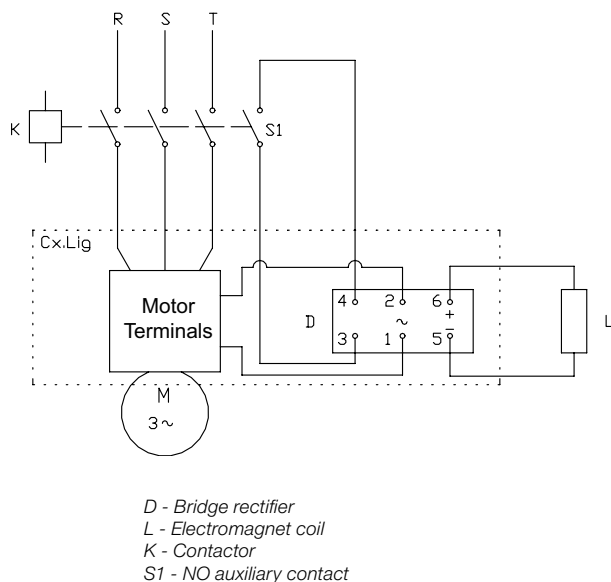 R S T
K S1
Cx.Lig
Motor
Terminals
D 4 2 6
~ +
3 1 5 -
L
M
3~
D - Bridge rectifier
L - Electromagnet coil
K - Contactor
S1 - NO auxiliary contact